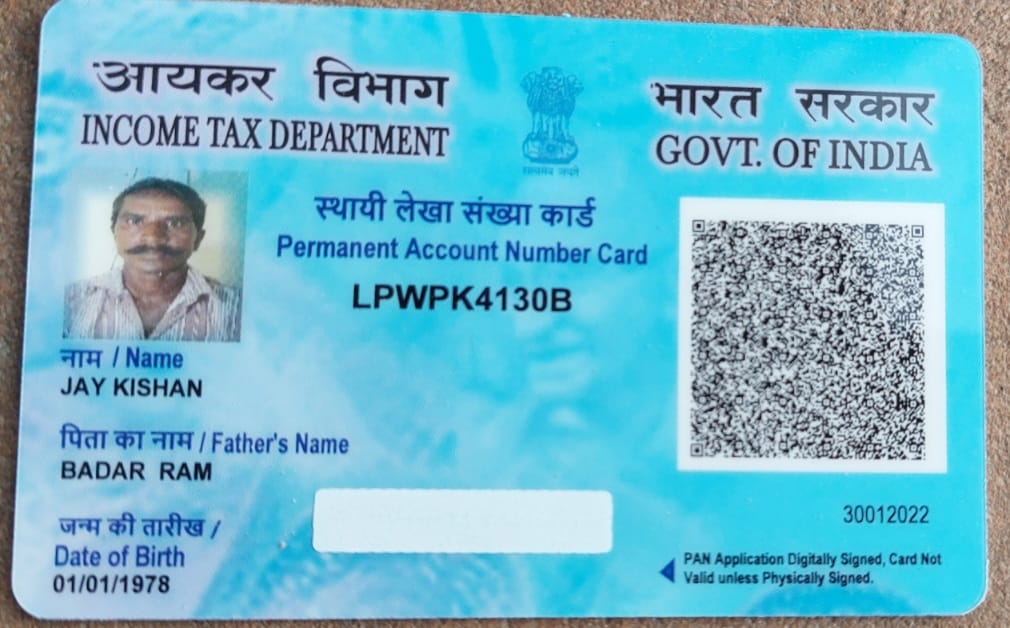 आयकर विभाग
INCOME TAX DEPARTMENT
भारत सरकार
GOVT. OF INDIA
सत्यमेव जयते
स्थायी लेखा संख्या कार्ड
Permanent Account Number Card
LPWPK4130B
नाम / Name
JAY KISHAN
पिता का नाम / Father's Name
BADAR RAM
जन्म की तारीख /
Date of Birth
01/01/1978
30012022
PAN Application Digitally Signed, Card Not
Valid unless Physically Signed.